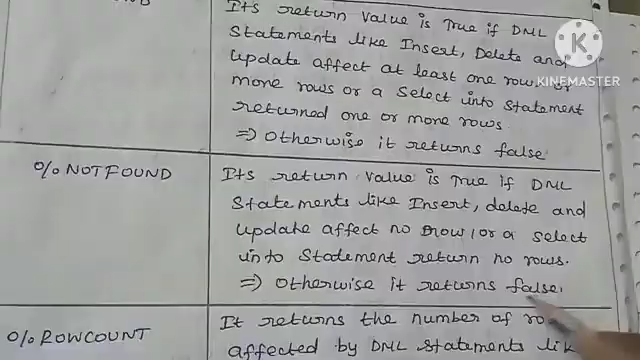 Its return value is True if DML
Statements like Insert, Delete and
update affect at least one row or
more rows or a Select into Statement
returned one or more rows.
⇒ Otherwise it returns false
%NOTFOUND
Its return value is True if DML
Statements like Insert, delete and
update affect no row, or a select
into Statement return no rows.
⇒ Otherwise it returns false.
%ROWCOUNT
It returns the number of
affected by DML statements
K
KINEMASTER